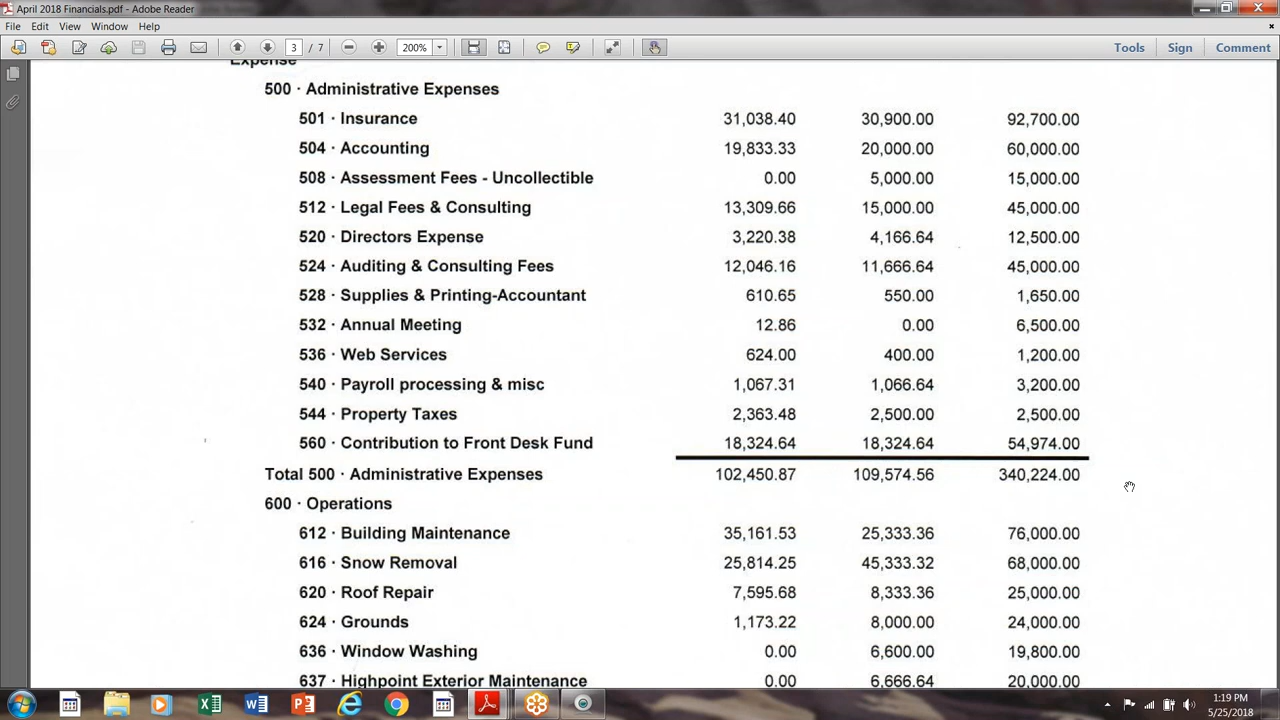 April 2018 Financials.pdf - Adobe Reader
File Edit View Window Help
3 / 7 200% Tools Sign Comment
Expense
500 · Administrative Expenses
501 · Insurance 31,038.40 30,900.00 92,700.00
504 · Accounting 19,833.33 20,000.00 60,000.00
508 · Assessment Fees - Uncollectible 0.00 5,000.00 15,000.00
512 · Legal Fees & Consulting 13,309.66 15,000.00 45,000.00
520 · Directors Expense 3,220.38 4,166.64 12,500.00
524 · Auditing & Consulting Fees 12,046.16 11,666.64 45,000.00
528 · Supplies & Printing-Accountant 610.65 550.00 1,650.00
532 · Annual Meeting 12.86 0.00 6,500.00
536 · Web Services 624.00 400.00 1,200.00
540 · Payroll processing & misc 1,067.31 1,066.64 3,200.00
544 · Property Taxes 2,363.48 2,500.00 2,500.00
560 · Contribution to Front Desk Fund 18,324.64 18,324.64 54,974.00
Total 500 · Administrative Expenses 102,450.87 109,574.56 340,224.00
600 · Operations
612 · Building Maintenance 35,161.53 25,333.36 76,000.00
616 · Snow Removal 25,814.25 45,333.32 68,000.00
620 · Roof Repair 7,595.68 8,333.36 25,000.00
624 · Grounds 1,173.22 8,000.00 24,000.00
636 · Window Washing 0.00 6,600.00 19,800.00
637 · Highpoint Exterior Maintenance 0.00 6,666.64 20,000.00
1:19 PM
5/25/2018